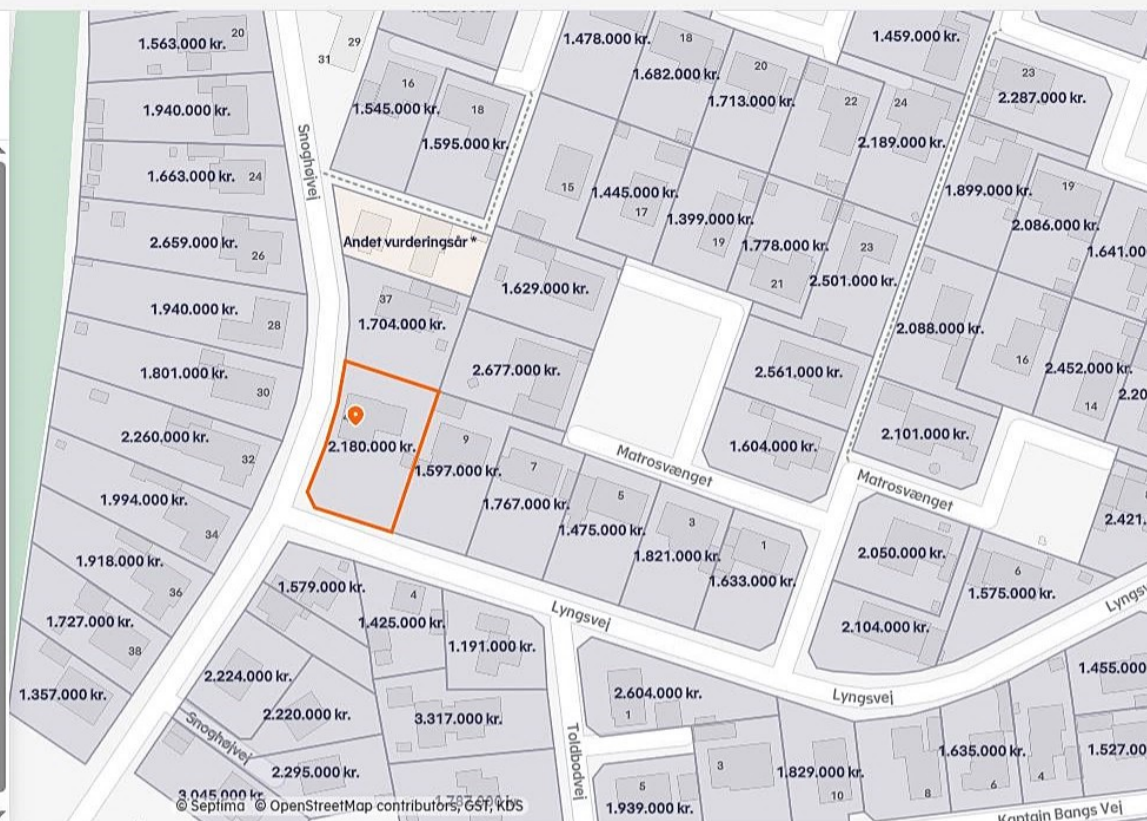 20
1.563.000 kr.
29
31
1.478.000 kr.
18
1.682.000 kr.
20
1.713.000 kr.
1.459.000 kr.
23
2.287.000 kr.
1.940.000 kr.
16
1.545.000 kr.
18
1.595.000 kr.
22
24
2.189.000 kr.
Snoghøjvej
1.663.000 kr.
24
15
1.445.000 kr.
17
1.399.000 kr.
19
1.778.000 kr.
21
23
2.501.000 kr.
1.899.000 kr.
19
2.086.000 kr.
1.641.00
2.659.000 kr.
26
Andet vurderingsår *
1.629.000 kr.
1.940.000 kr.
28
37
1.704.000 kr.
2.088.000 kr.
16
2.452.000 kr.
14
2.20
1.801.000 kr.
30
2.677.000 kr.
2.561.000 kr.
2.260.000 kr.
32
2.180.000 kr.
9
1.597.000 kr.
7
1.767.000 kr.
5
1.475.000 kr.
3
1.821.000 kr.
1
1.633.000 kr.
Matrosvænget
1.604.000 kr.
2.101.000 kr.
Matrosvænget
1.994.000 kr.
34
2.421.
1.918.000 kr.
36
1.579.000 kr.
4
1.425.000 kr.
1.191.000 kr.
Lyngsvej
2.050.000 kr.
6
1.575.000 kr.
Lyngsv
1.727.000 kr.
38
2.104.000 kr.
1.357.000 kr.
2.224.000 kr.
2.220.000 kr.
3.317.000 kr.
2.604.000 kr.
1
Lyngsvej
1.455.000
Snoghøjvej
2.295.000 kr.
Toldbodvej
3
1.829.000 kr.
10
8
1.635.000 kr.
6
4
1.527.00
3.045.000 kr.
1.787.000 kr.
5
1.939.000 kr.
Kaptain Bangs Vej
© Septima © OpenStreetMap contributors, GST, KDS